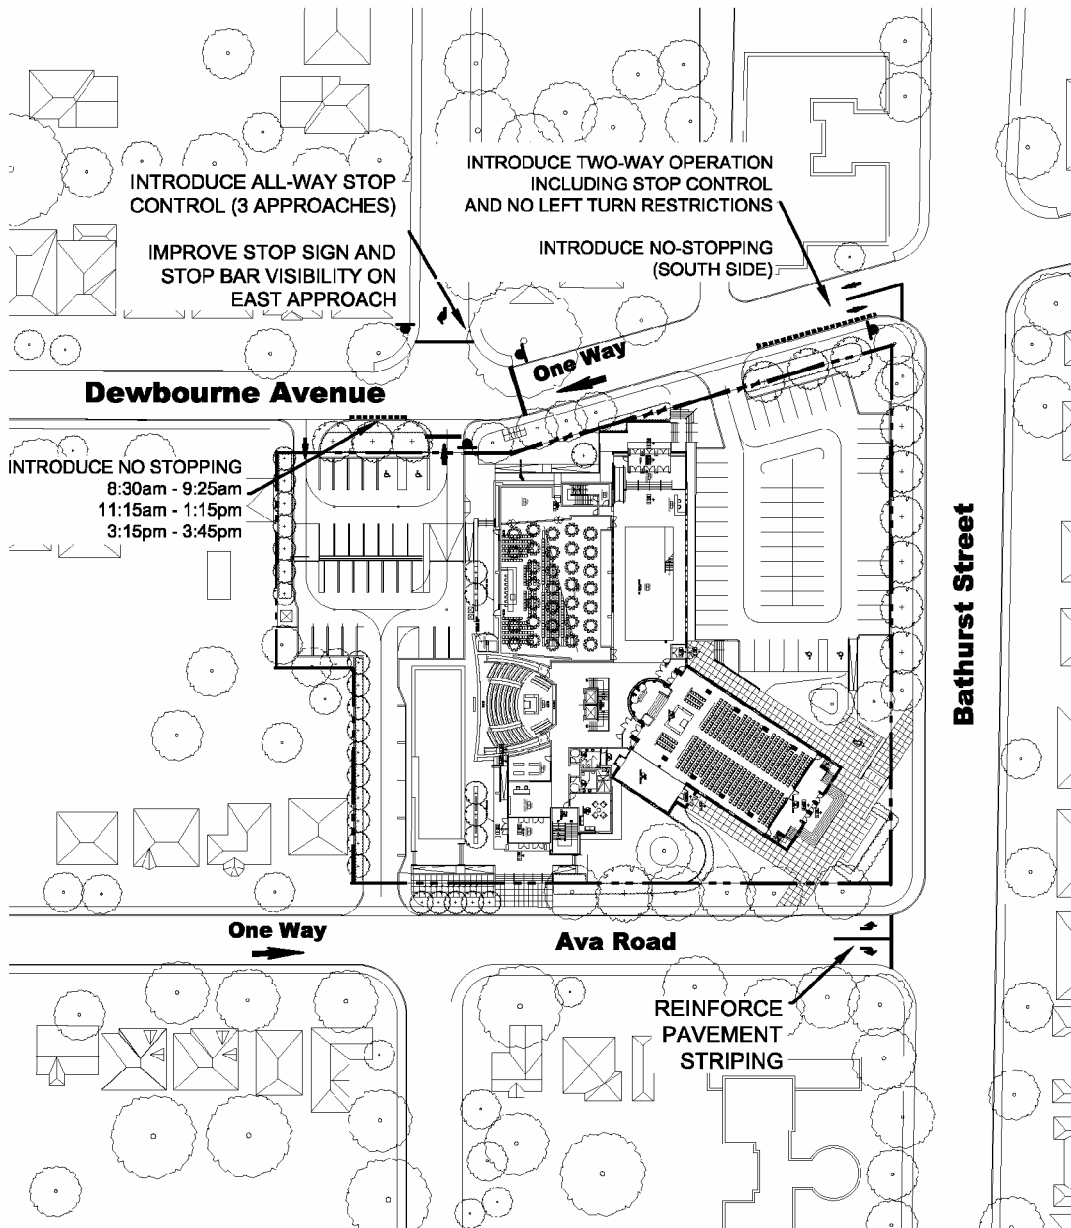 INTRODUCE ALL-WAY STOP
CONTROL (3 APPROACHES)
IMPROVE STOP SIGN AND
STOP BAR VISIBILITY ON
EAST APPROACH
INTRODUCE TWO-WAY OPERATION
INCLUDING STOP CONTROL
AND NO LEFT TURN RESTRICTIONS
INTRODUCE NO-STOPPING
(SOUTH SIDE)
One Way
Dewbourne Avenue
INTRODUCE NO STOPPING
8:30am - 9:25am
11:15am - 1:15pm
3:15pm - 3:45pm
Bathurst Street
One Way
Ava Road
REINFORCE
PAVEMENT
STRIPING